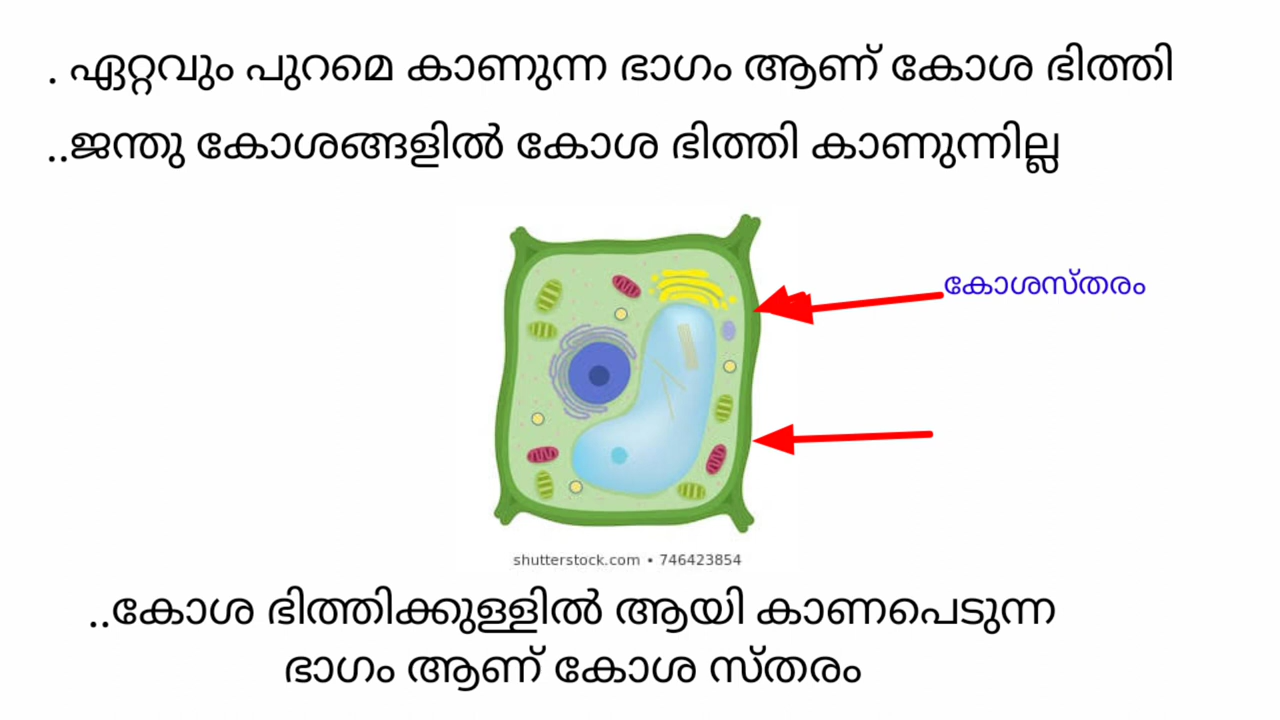 . ഏറ്റവും പുറമെ കാണുന്ന ഭാഗം ആണ് കോശ ഭിത്തി
..ജന്തു കോശങ്ങളിൽ കോശ ഭിത്തി കാണുന്നില്ല
കോശസ്തരം
shutterstock.com • 746423854
..കോശ ഭിത്തിക്കുള്ളിൽ ആയി കാണപെടുന്ന
ഭാഗം ആണ് കോശ സ്തരം